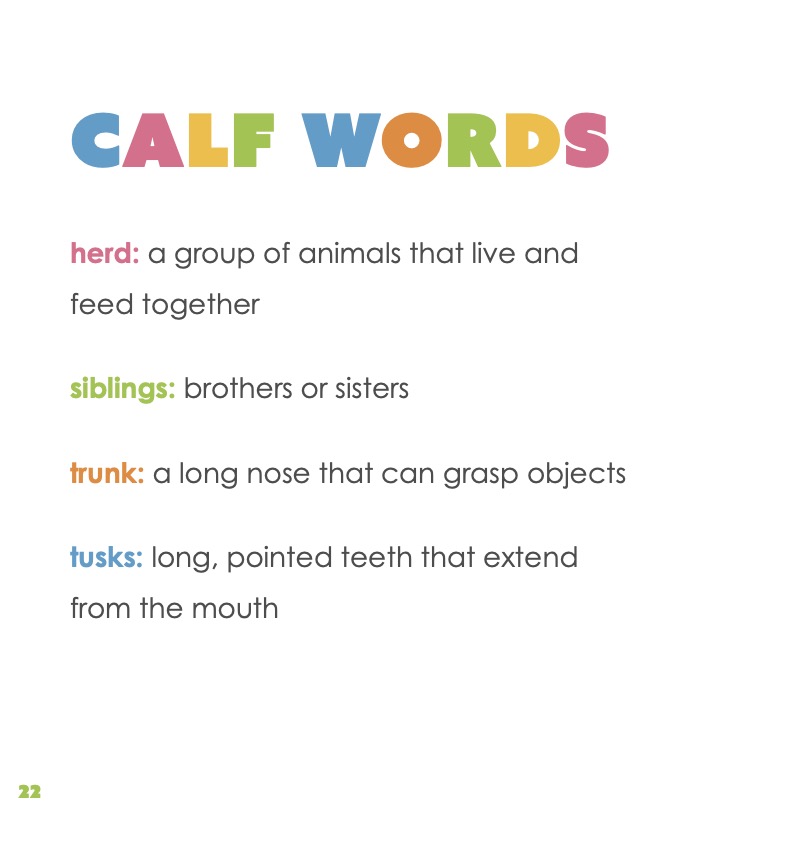 CALF WORDS
herd: a group of animals that live and
feed together
siblings: brothers or sisters
trunk: a long nose that can grasp objects
tusks: long, pointed teeth that extend
from the mouth
22